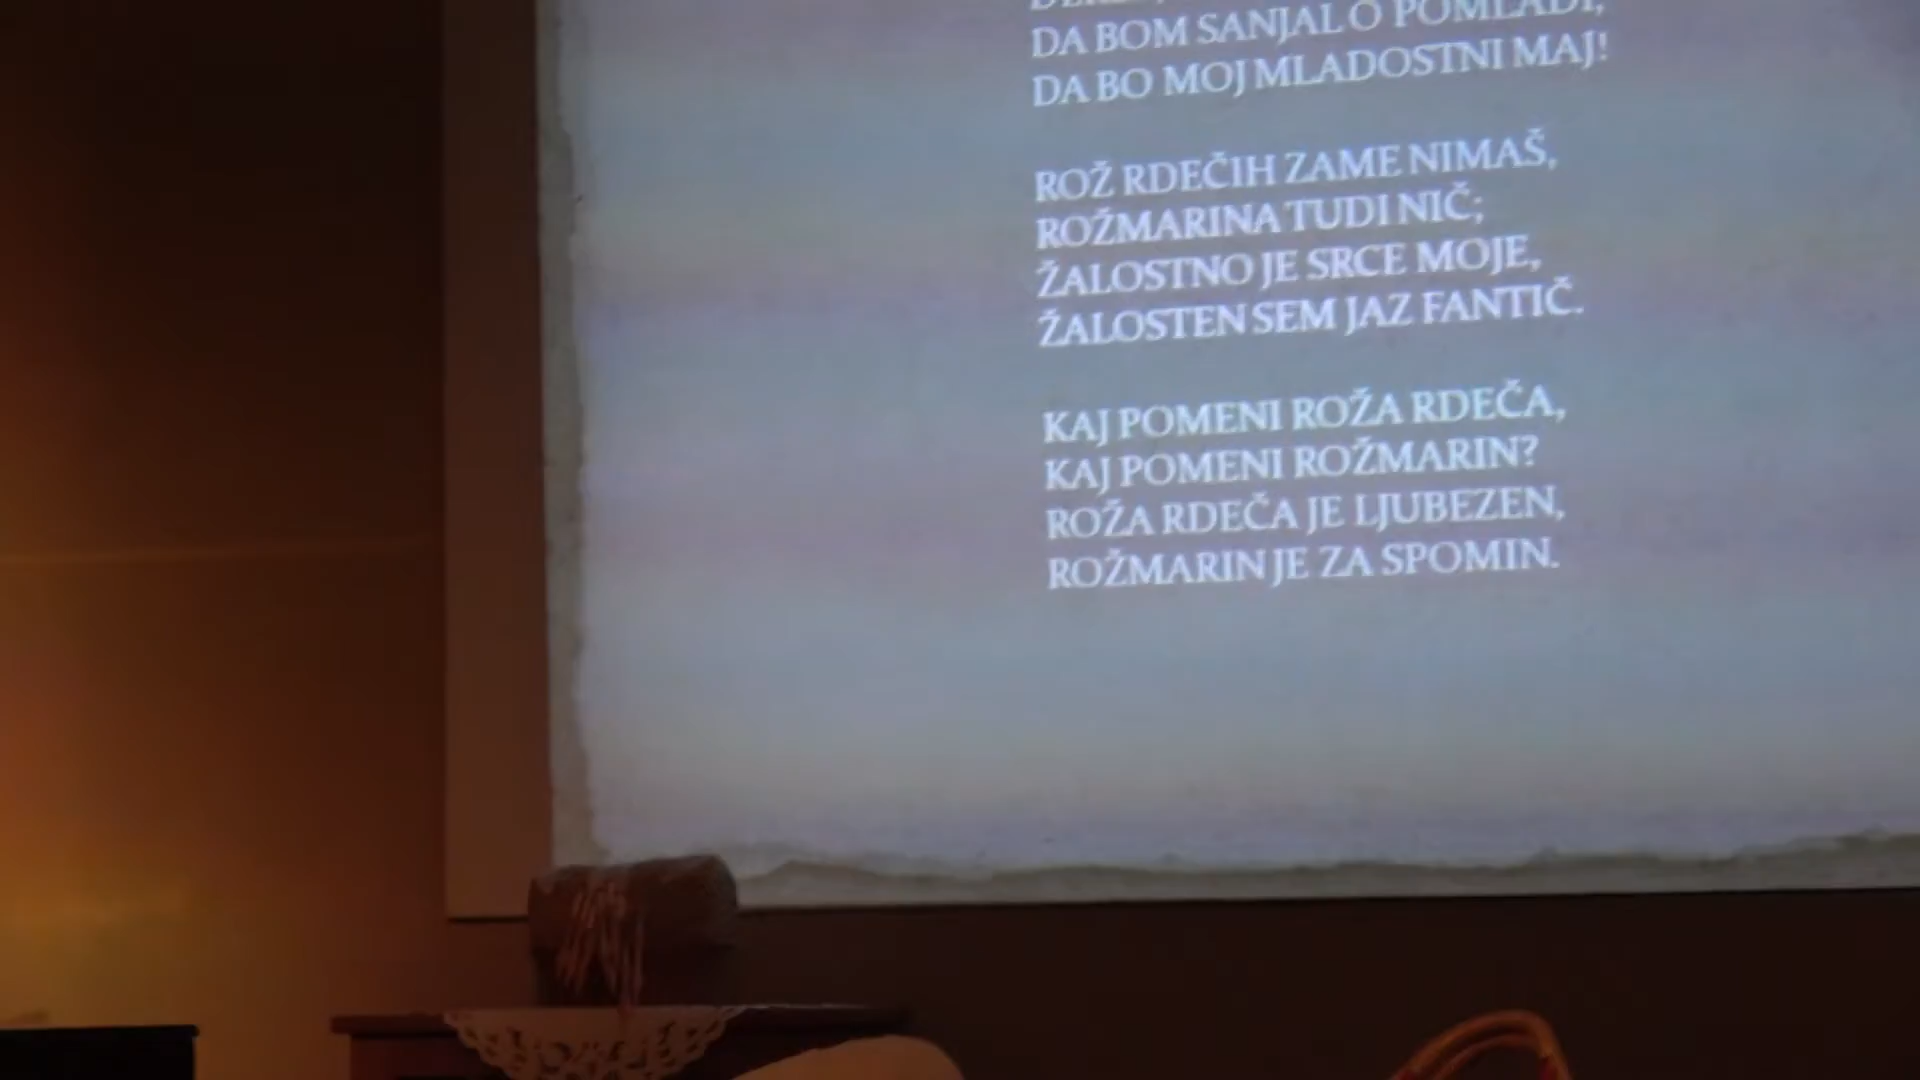 DA BOM SANJAL O POMLADI,
DA BO MOJ MLADOSTNI MAJ!
ROŽ RDEČIH ZAME NIMAŠ,
ROŽMARINA TUDI NIČ;
ŽALOSTNO JE SRCE MOJE,
ŽALOSTEN SEM JAZ FANTIČ.
KAJ POMENI ROŽA RDEČA,
KAJ POMENI ROŽMARIN?
ROŽA RDEČA JE LJUBEZEN,
ROŽMARIN JE ZA SPOMIN.